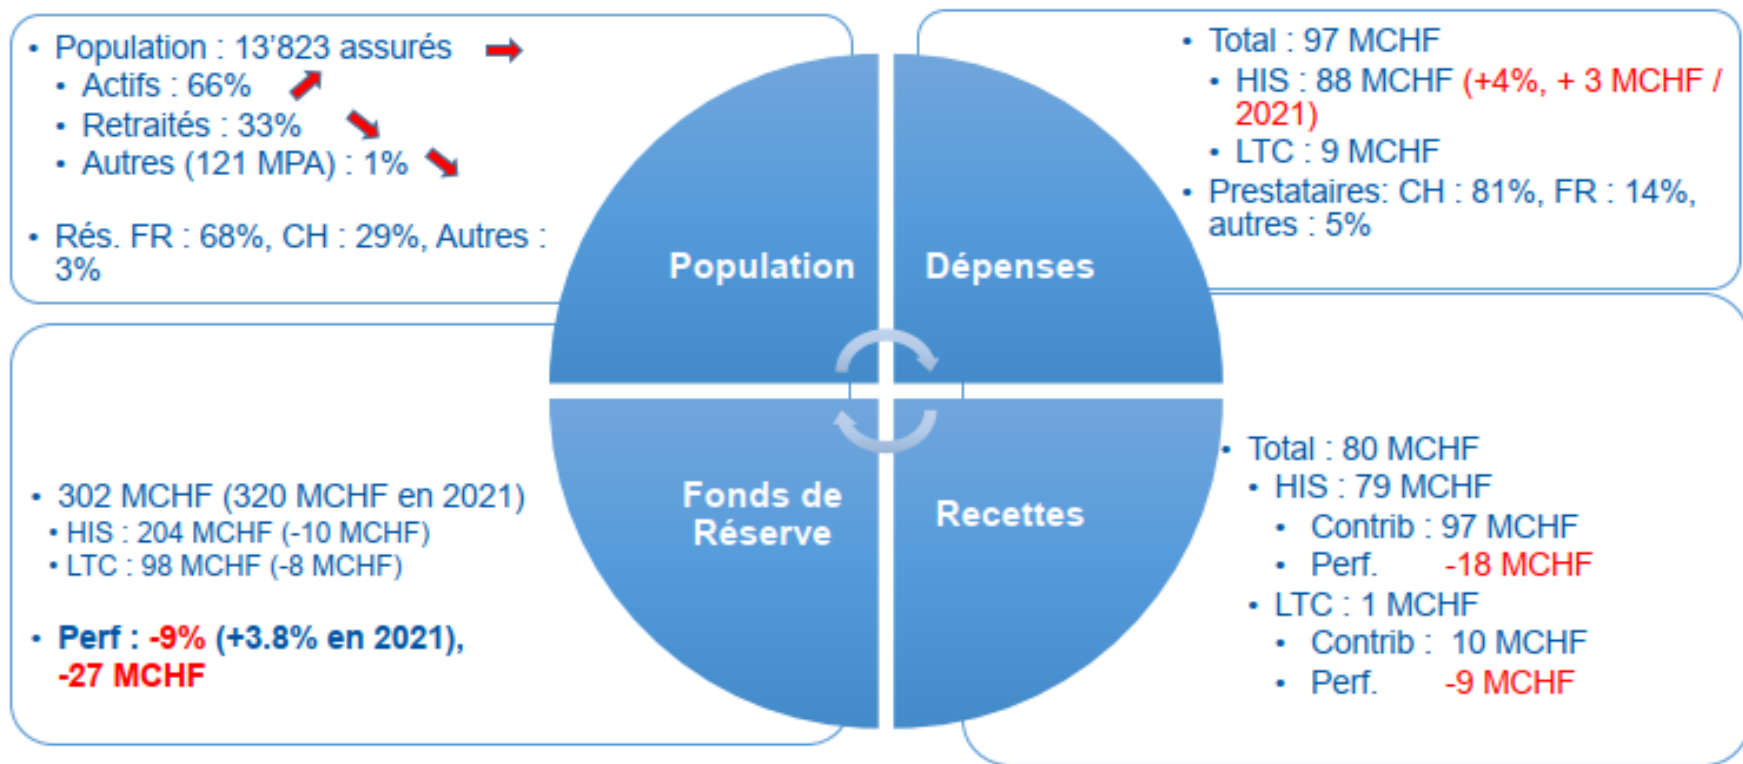 • Population : 13’823 assurés
• Actifs : 66%
• Retraités : 33%
• Autres (121 MPA) : 1%
• Rés. FR : 68%, CH : 29%, Autres :
3%
• Total : 97 MCHF
• HIS : 88 MCHF (+4%, + 3 MCHF /
2021)
• LTC : 9 MCHF
• Prestataires: CH : 81%, FR : 14%,
autres : 5%
Population
Dépenses
• 302 MCHF (320 MCHF en 2021)
• HIS : 204 MCHF (-10 MCHF)
• LTC : 98 MCHF (-8 MCHF)
• Perf : -9% (+3.8% en 2021),
-27 MCHF
Fonds de
Réserve
Recettes
• Total : 80 MCHF
• HIS : 79 MCHF
• Contrib : 97 MCHF
• Perf. -18 MCHF
• LTC : 1 MCHF
• Contrib : 10 MCHF
• Perf. -9 MCHF